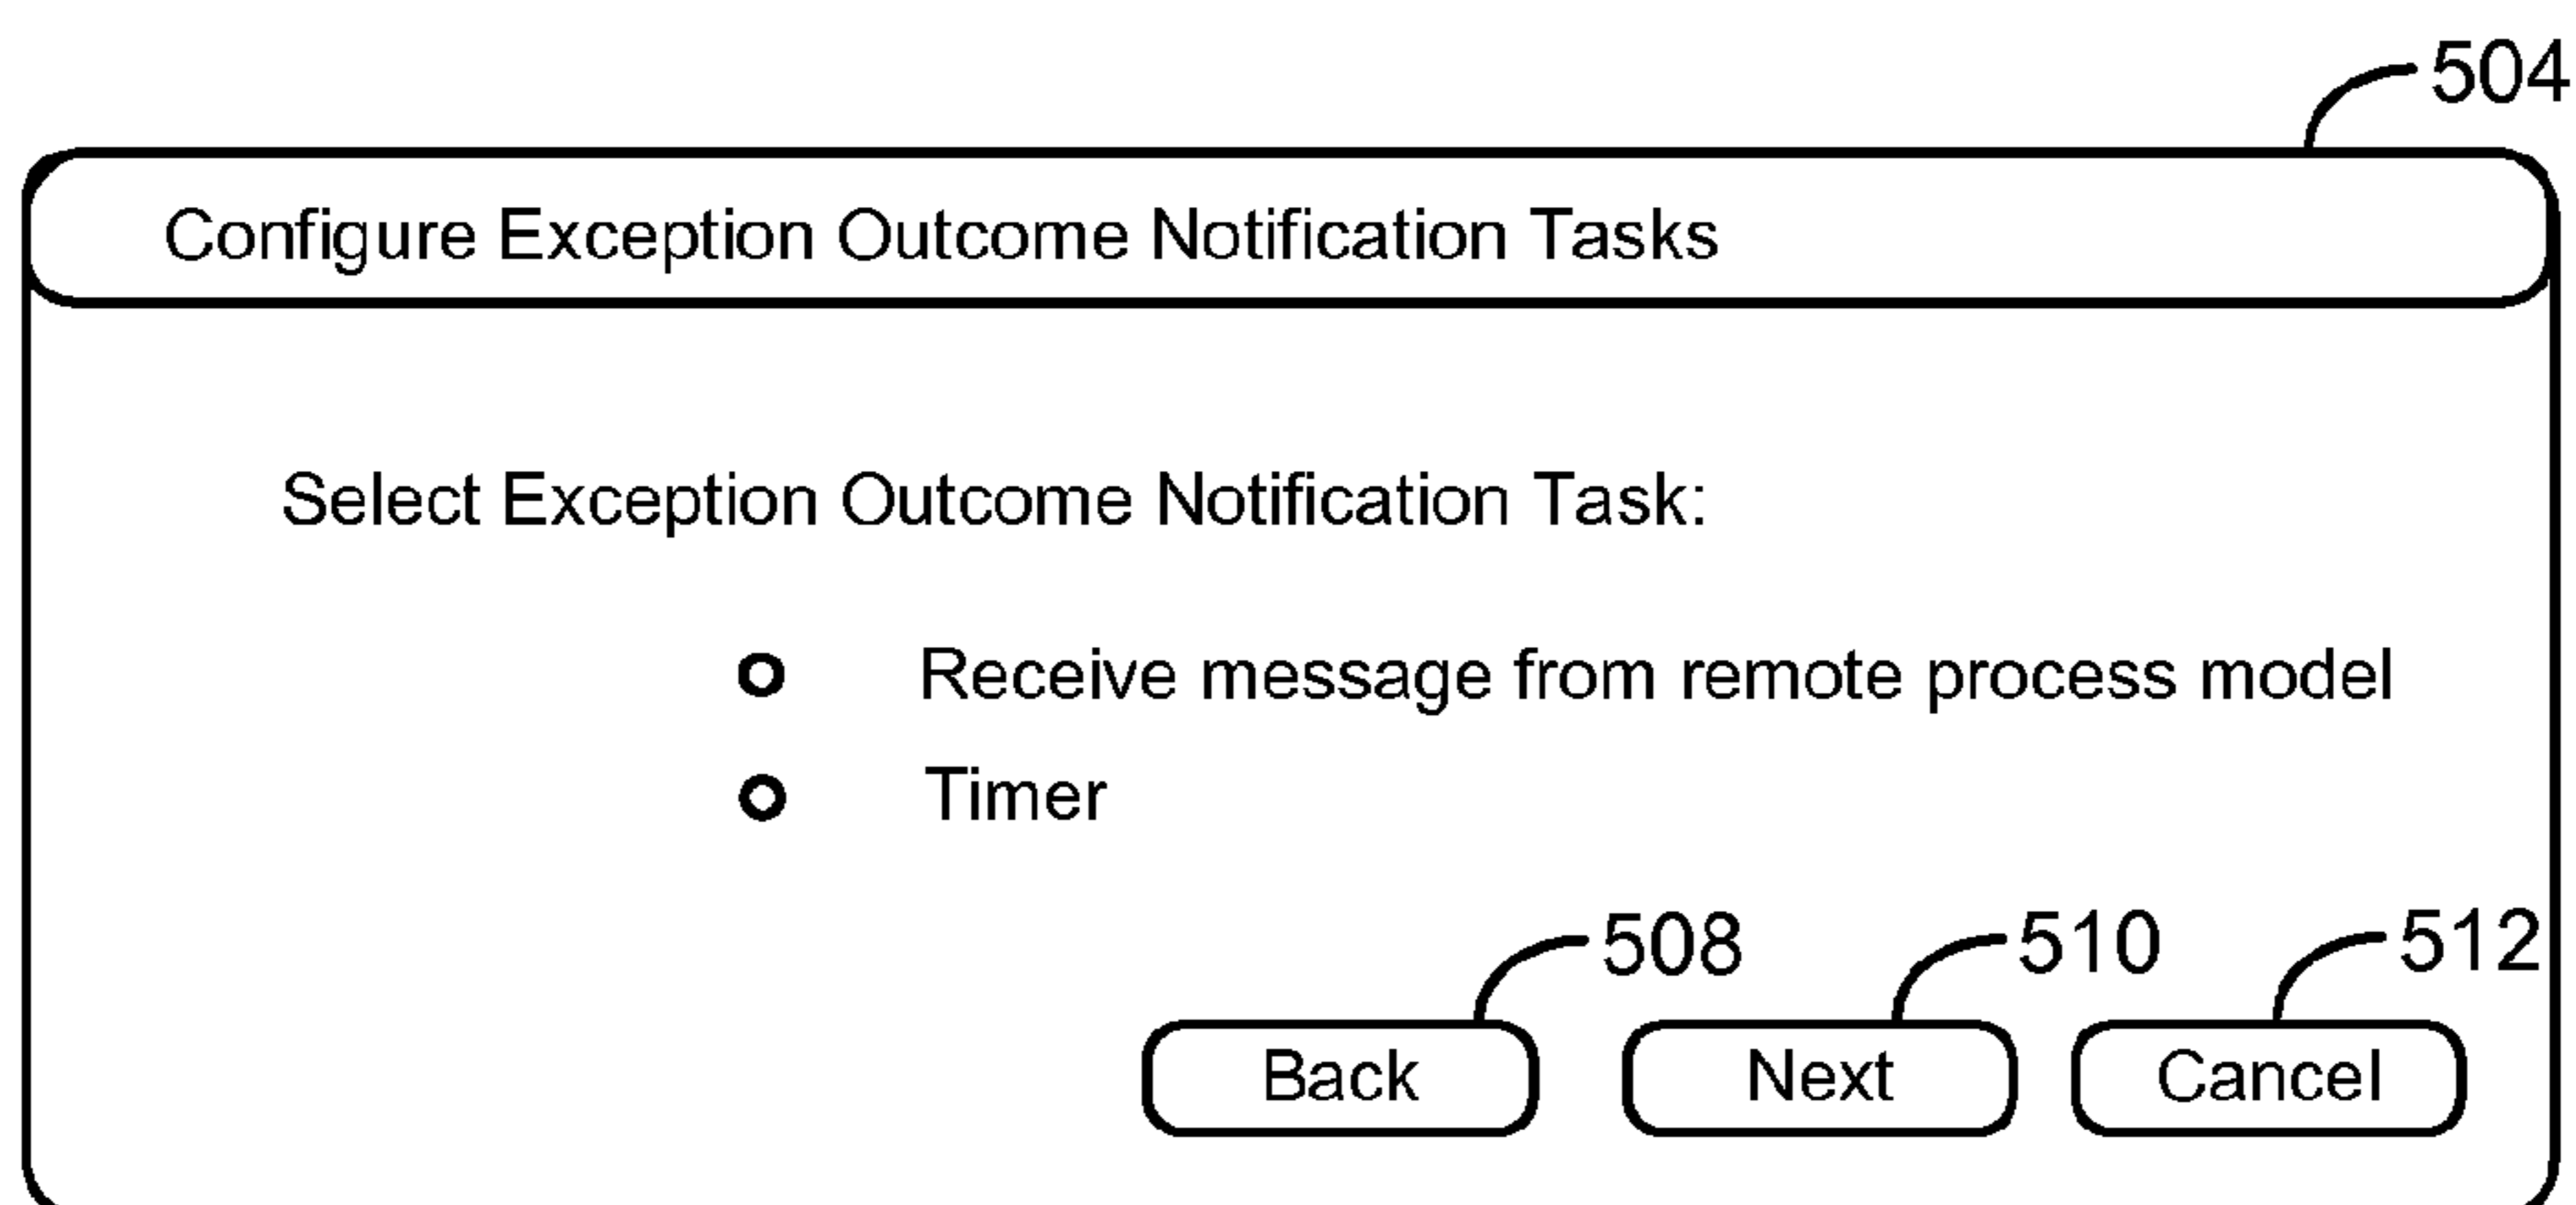 504
Configure Exception Outcome Notification Tasks
Select Exception Outcome Notification Task:
Receive message from remote process model
Timer
508 510 512
Back Next Cancel